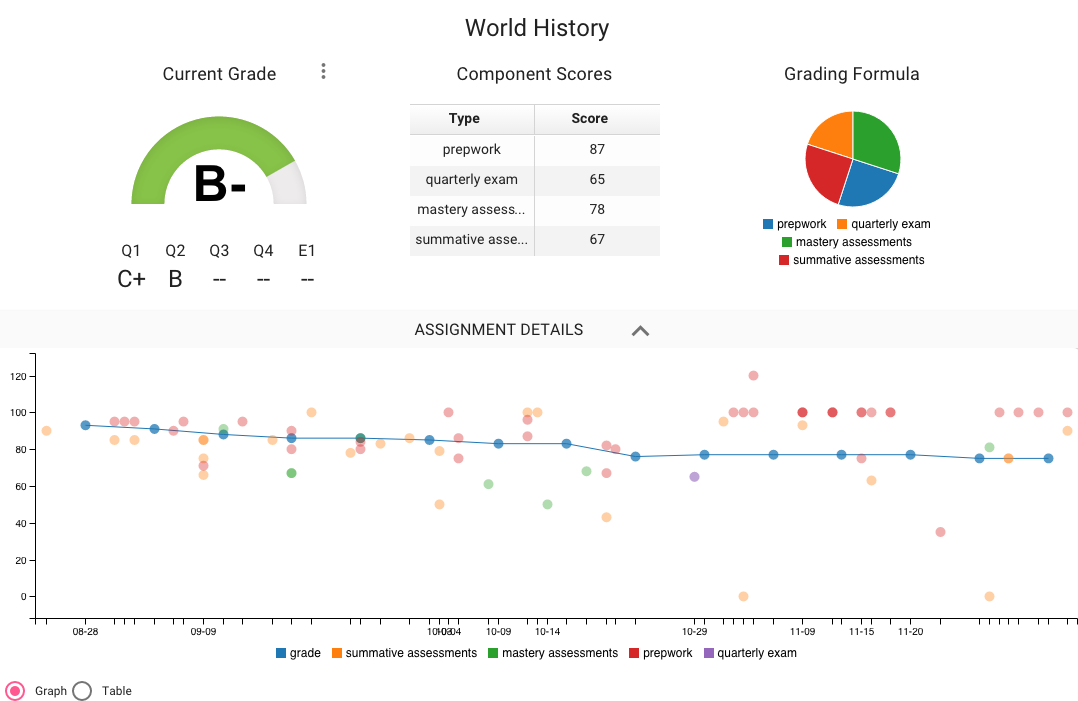 World History
Current Grade
B-
Q1 Q2 Q3 Q4 E1
C+ B -- -- --
Component Scores
Type Score
prepwork 87
quarterly exam 65
mastery assess... 78
summative asse... 67
Grading Formula
prepwork quarterly exam
mastery assessments
summative assessments
ASSIGNMENT DETAILS
120
100
80
60
40
20
0
08-28 09-09 10-04 10-09 10-14 10-29 11-09 11-15 11-20
grade summative assessments mastery assessments prepwork quarterly exam
Graph Table